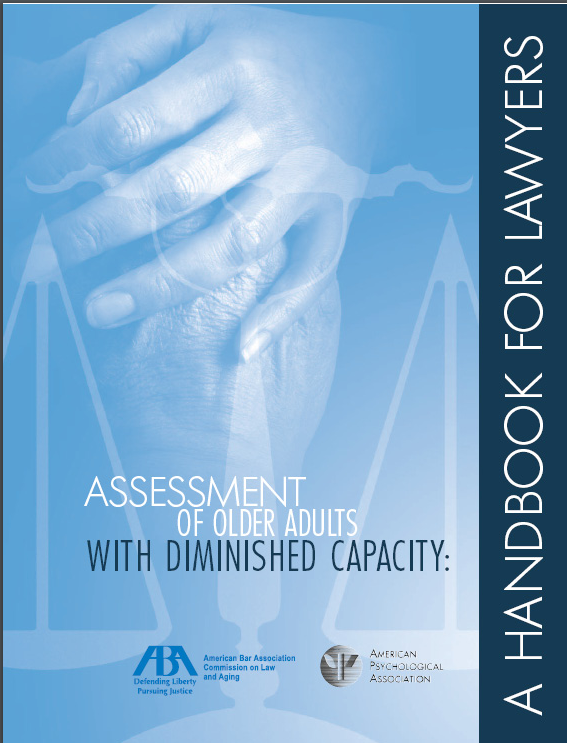 ASSESSMENT
OF OLDER ADULTS
WITH DIMINISHED CAPACITY:
A HANDBOOK FOR LAWYERS
ABA
Defending Liberty
Pursuing Justice
American Bar Association
Commission on Law
and Aging
AMERICAN
PSYCHOLOGICAL
ASSOCIATION